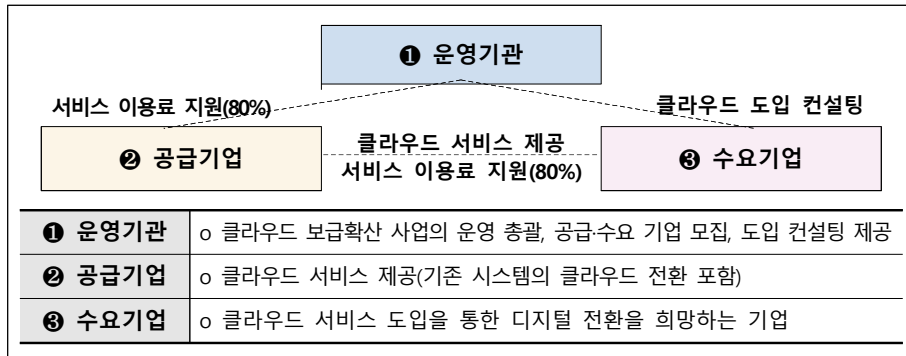 ❶ 운영기관
서비스 이용료 지원(80%)
클라우드 도입 컨설팅
❷ 공급기업
클라우드 서비스 제공
서비스 이용료 지원(80%)
❸ 수요기업
❶ 운영기관 o 클라우드 보급확산 사업의 운영 총괄, 공급·수요 기업 모집, 도입 컨설팅 제공
❷ 공급기업 o 클라우드 서비스 제공(기존 시스템의 클라우드 전환 포함)
❸ 수요기업 o 클라우드 서비스 도입을 통한 디지털 전환을 희망하는 기업